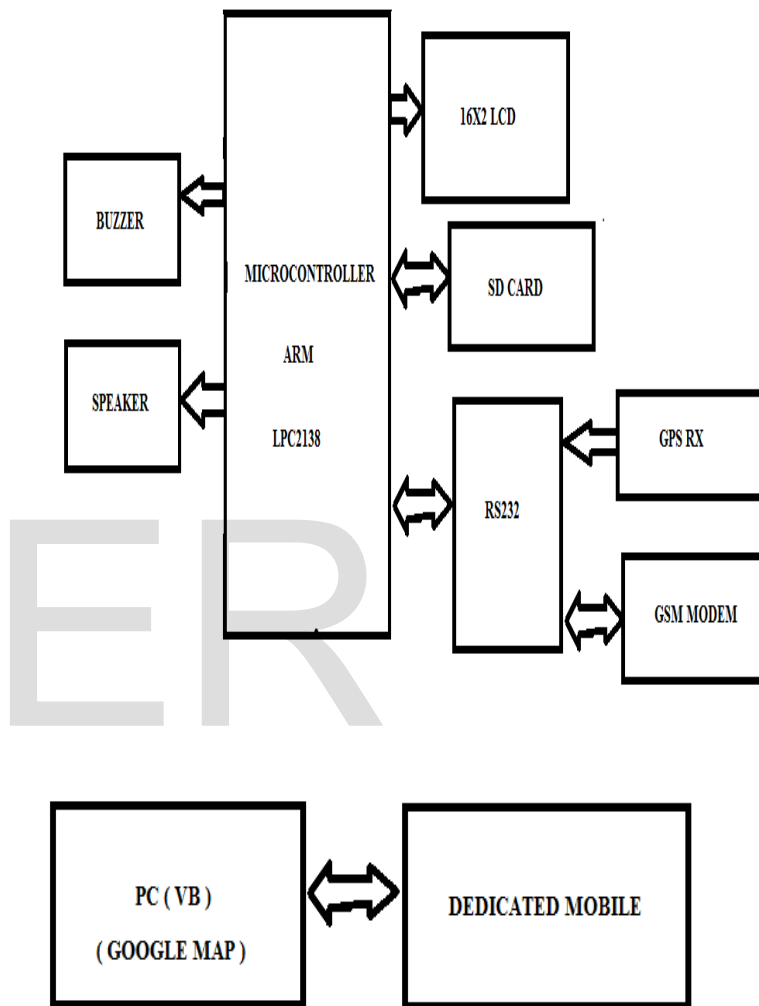 16X2 LCD
BUZZER
MICROCONTROLLER
ARM
LPC2138
SD CARD
SPEAKER
GPS RX
RS232
GSM MODEM
ER
PC ( VB )
( GOOGLE MAP )
DEDICATED MOBILE